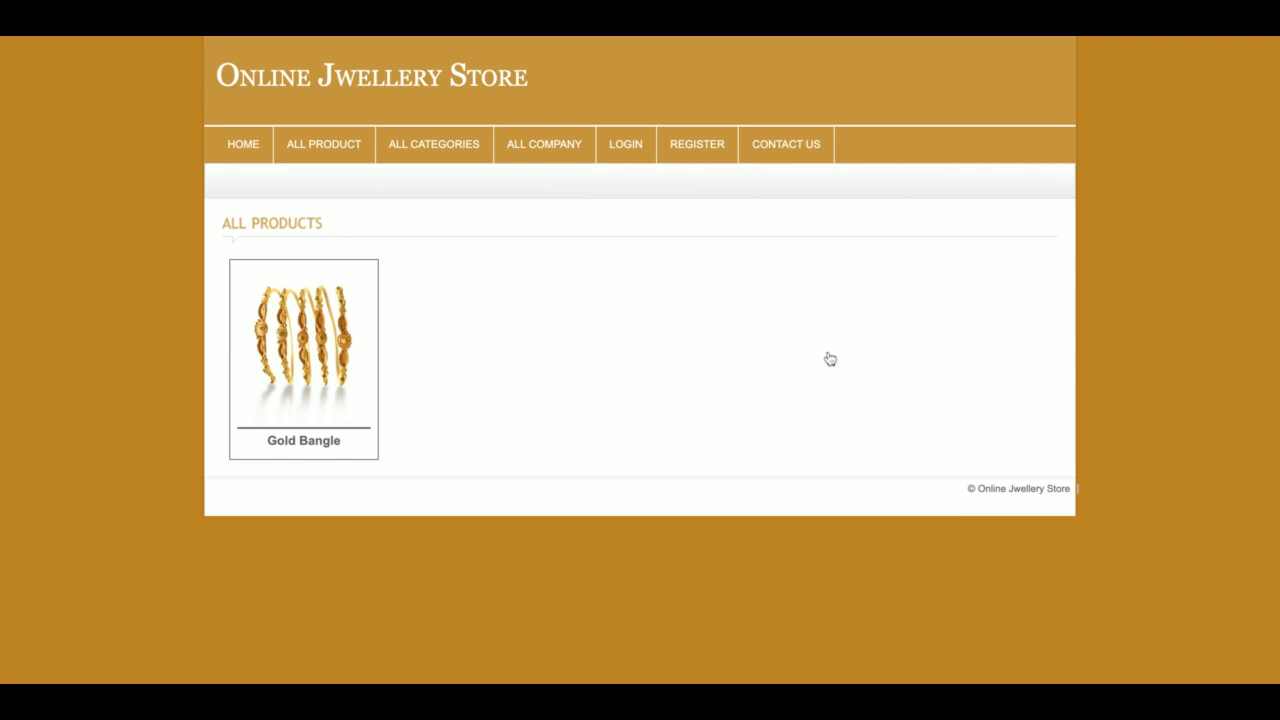 Online Jwellery Store
HOME
ALL PRODUCT
ALL CATEGORIES
ALL COMPANY
LOGIN
REGISTER
CONTACT US
ALL PRODUCTS
Gold Bangle
© Online Jwellery Store |